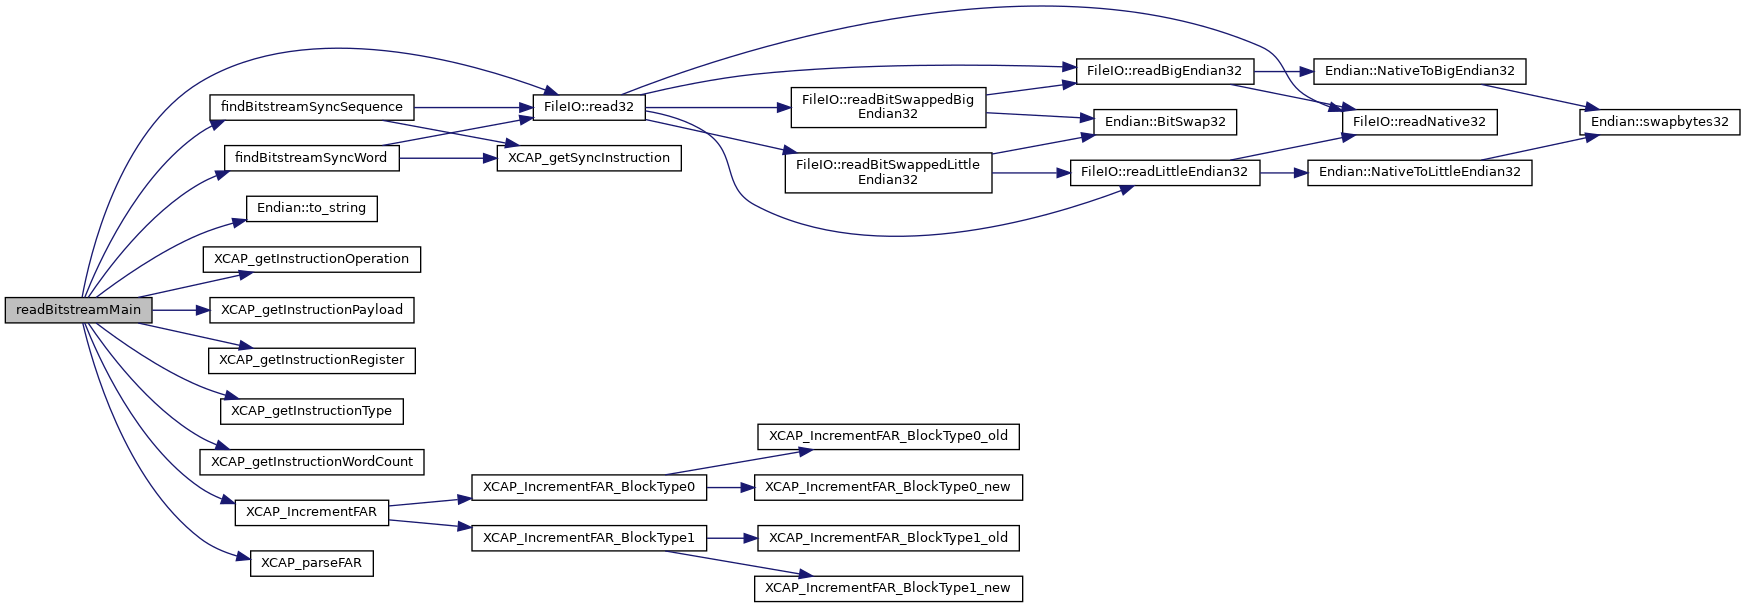 readBitstreamMain
findBitstreamSyncSequence
findBitstreamSyncWord
Endian::to_string
XCAP_getInstructionOperation
XCAP_getInstructionPayload
XCAP_getInstructionRegister
XCAP_getInstructionType
XCAP_getInstructionWordCount
XCAP_IncrementFAR
XCAP_parseFAR
FileIO::read32
XCAP_getSyncInstruction
XCAP_IncrementFAR_BlockType0
XCAP_IncrementFAR_BlockType1
FileIO::readBitSwappedBig
Endian32
FileIO::readBitSwappedLittle
Endian32
XCAP_IncrementFAR_BlockType0_old
XCAP_IncrementFAR_BlockType0_new
XCAP_IncrementFAR_BlockType1_old
XCAP_IncrementFAR_BlockType1_new
FileIO::readBigEndian32
Endian::BitSwap32
FileIO::readLittleEndian32
Endian::NativeToBigEndian32
FileIO::readNative32
Endian::NativeToLittleEndian32
Endian::swapbytes32